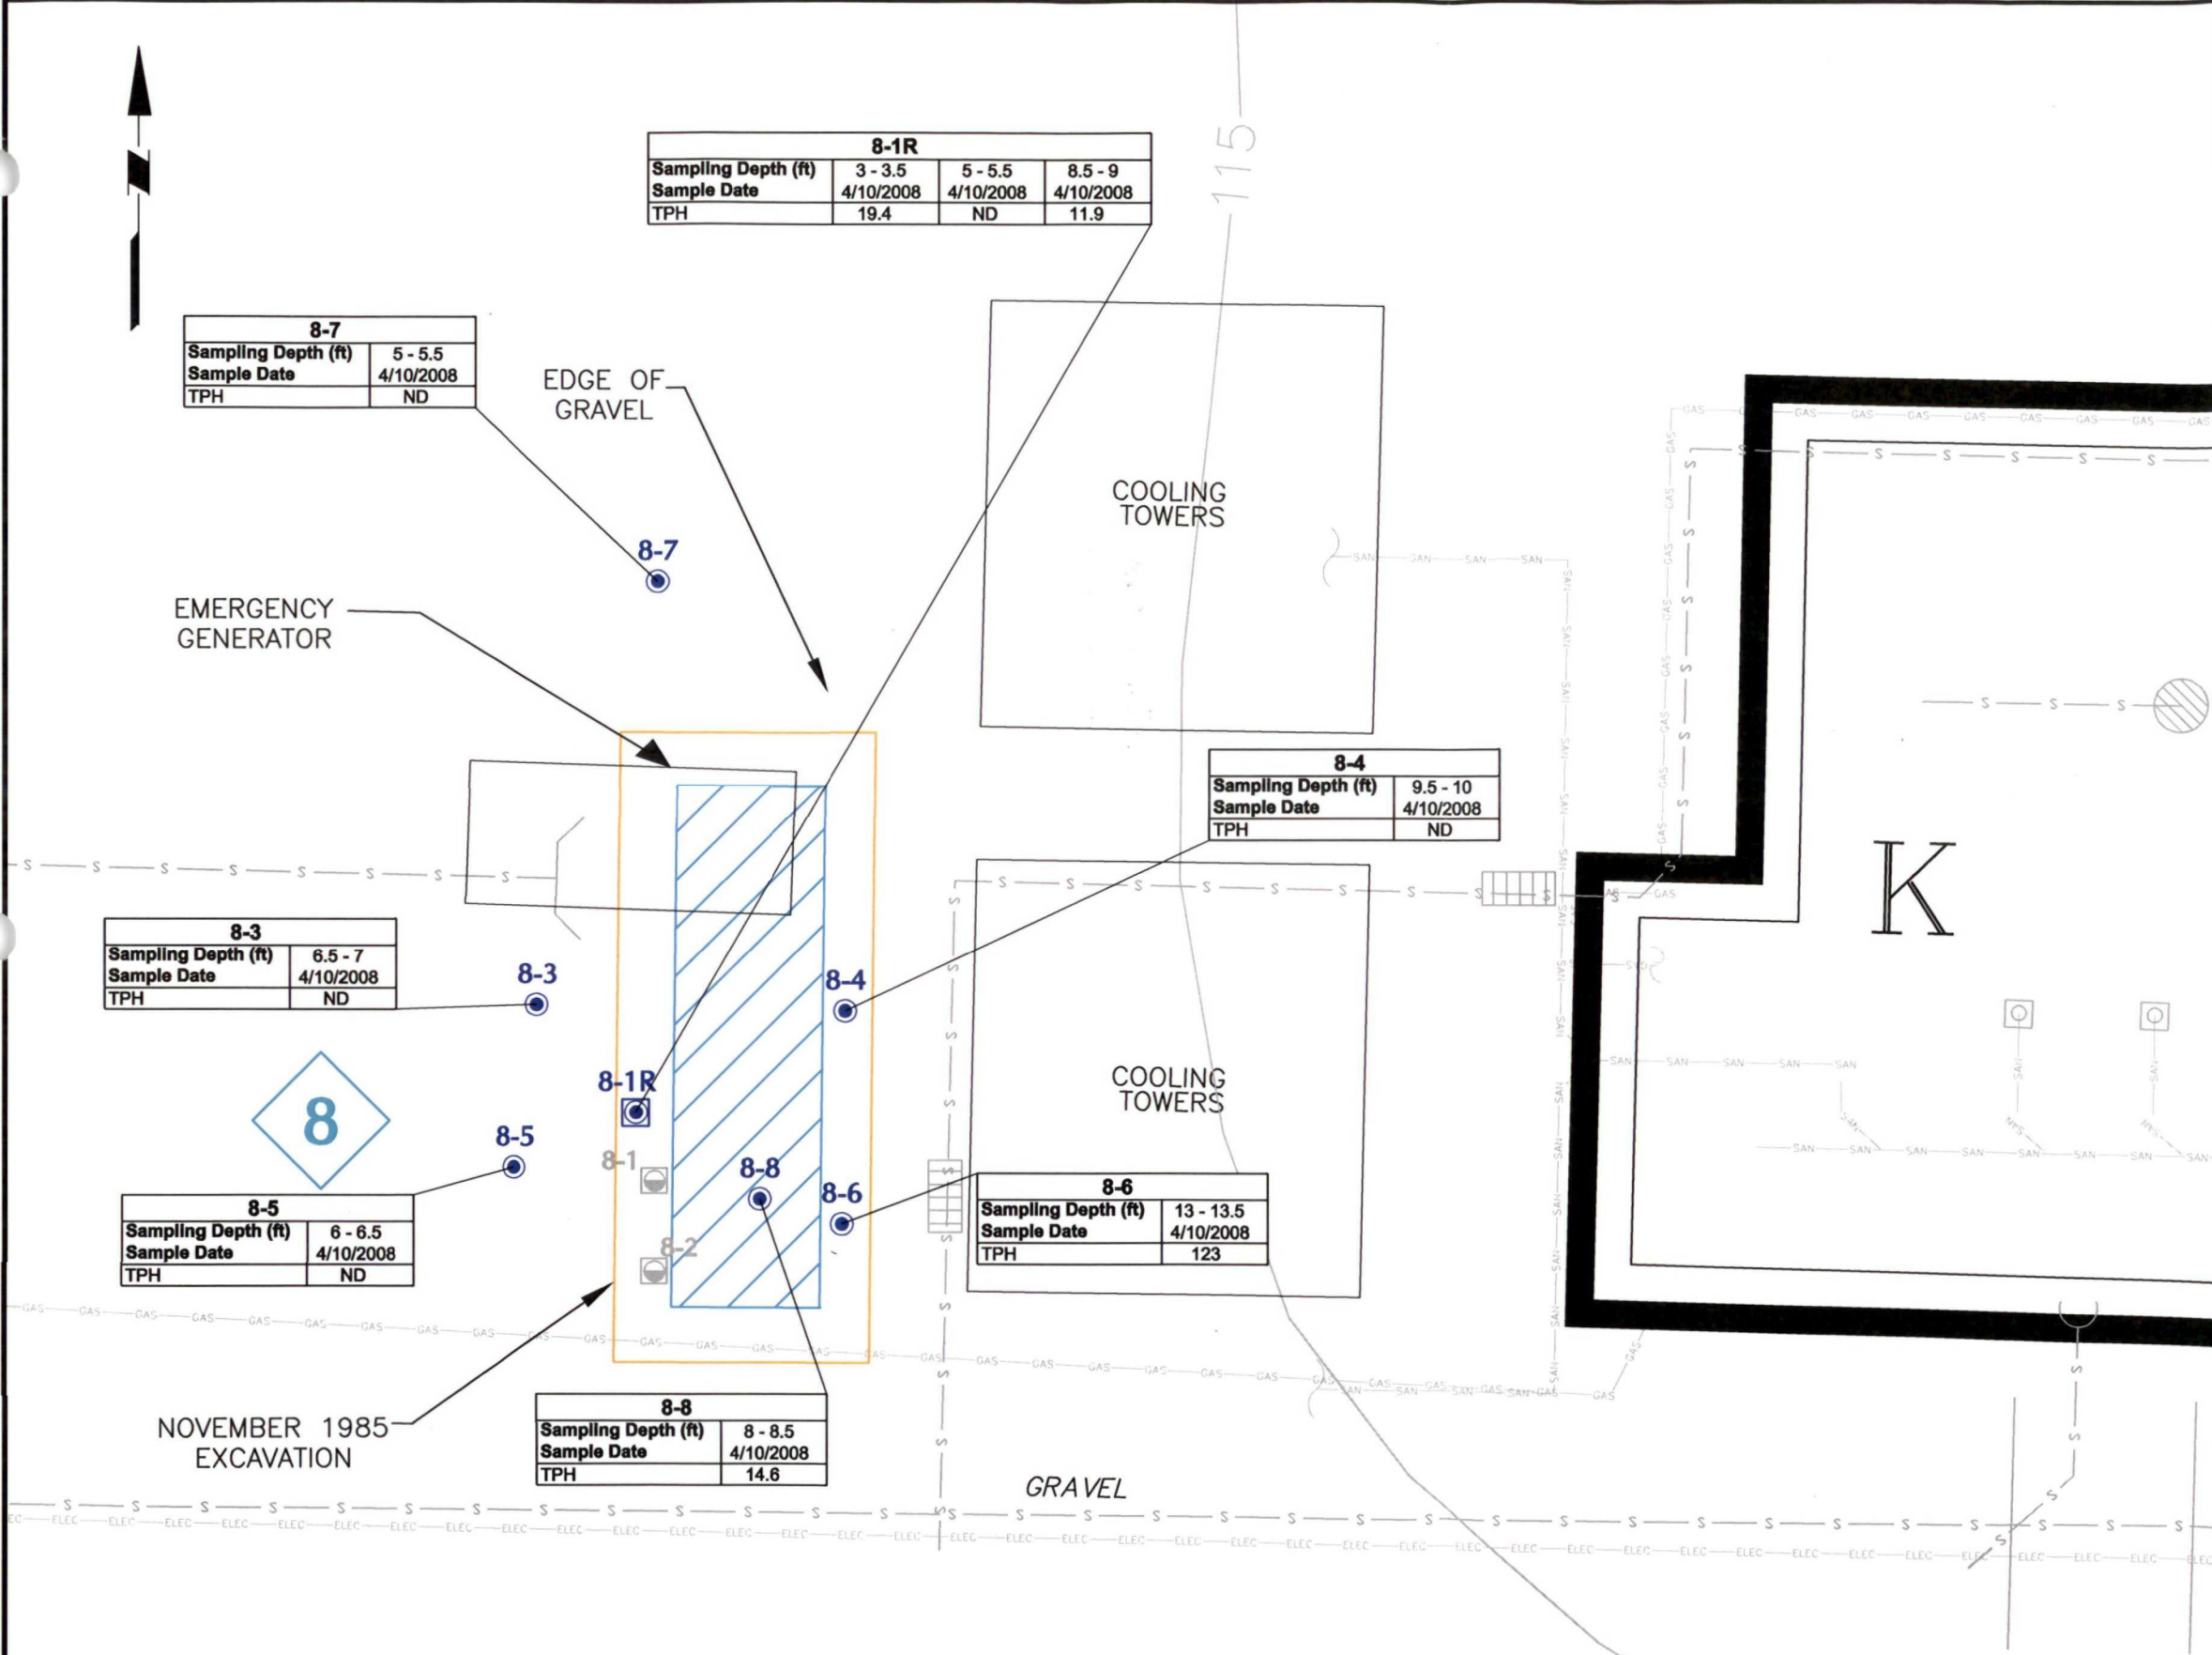 115
8-1R
Sampling Depth (ft) 3 - 3.5 5 - 5.5 8.5 - 9
Sample Date 4/10/2008 4/10/2008 4/10/2008
TPH 19.4 ND 11.9
8-7
Sampling Depth (ft) 5 - 5.5
Sample Date 4/10/2008
TPH ND
EDGE OF
GRAVEL
COOLING
TOWERS
8-7
EMERGENCY
GENERATOR
8-4
Sampling Depth (ft) 9.5 - 10
Sample Date 4/10/2008
TPH ND
K
8-3
Sampling Depth (ft) 6.5 - 7
Sample Date 4/10/2008
TPH ND
8-3
8-4
8-1R
COOLING
TOWERS
8
8-5
8-1
8-8
8-6
8-2
8-5
Sampling Depth (ft) 6 - 6.5
Sample Date 4/10/2008
TPH ND
8-6
Sampling Depth (ft) 13 - 13.5
Sample Date 4/10/2008
TPH 123
NOVEMBER 1985
EXCAVATION
8-8
Sampling Depth (ft) 8 - 8.5
Sample Date 4/10/2008
TPH 14.6
GRAVEL
GAS
SAN
S
ELEC